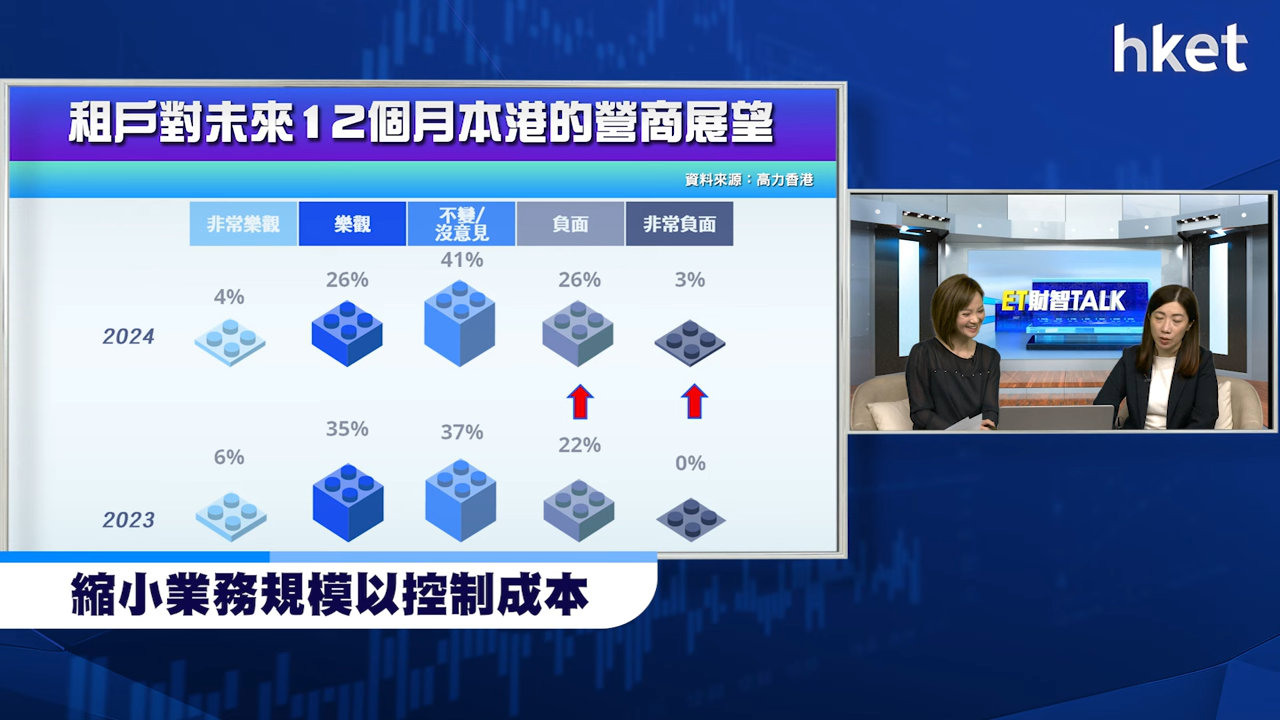 hket
租戶對未來12個月本港的營商展望
資料來源：高力香港
非常樂觀 樂觀 不變/沒意見 負面 非常負面
4% 26% 41% 26% 3%
2024
6% 35% 37% 22% 0%
2023
ET財智TALK
縮小業務規模以控制成本